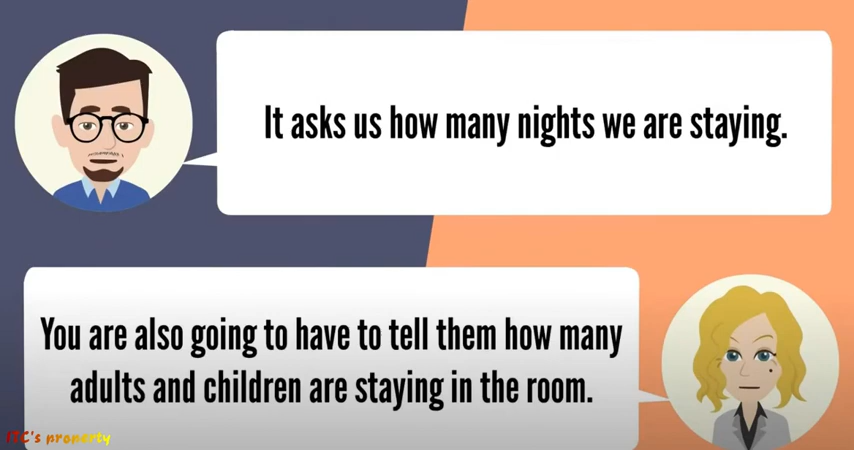 It asks us how many nights we are staying.
You are also going to have to tell them how many
adults and children are staying in the room.
ITC's property